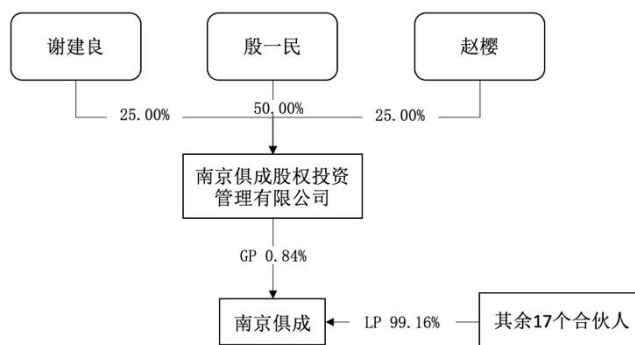 谢建良
殷一民
赵樱
25.00%
50.00%
25.00%
南京俱成股权投资
管理有限公司
GP 0.84%
南京俱成
LP 99.16%
其余17个合伙人